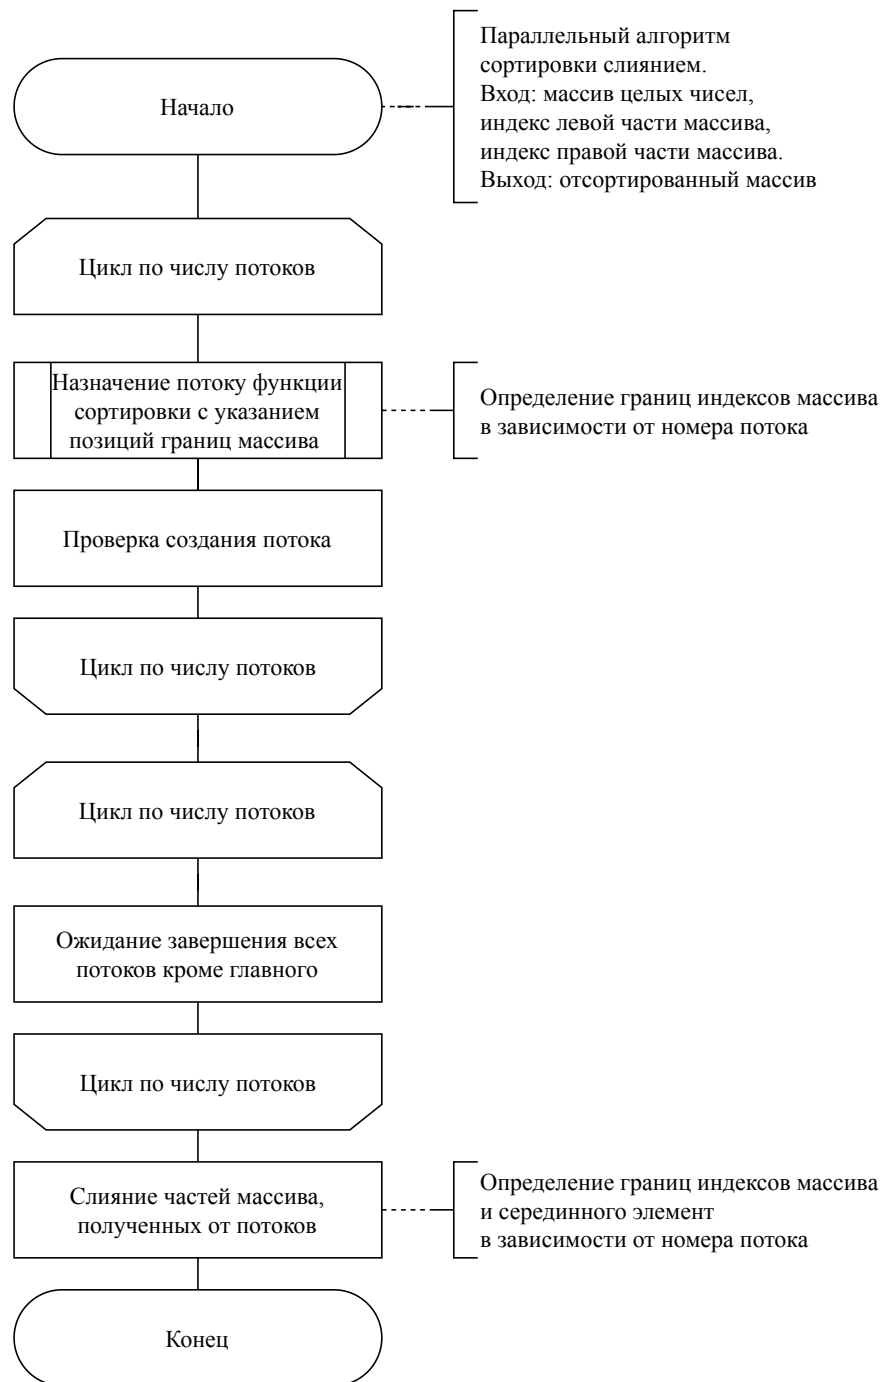 Начало
Параллельный алгоритм
сортировки слиянием.
Вход: массив целых чисел,
индекс левой части массива,
индекс правой части массива.
Выход: отсортированный массив
Цикл по числу потоков
Назначение потоку функции
сортировки с указанием
позиций границ массива
Определение границ индексов массива
в зависимости от номера потока
Проверка создания потока
Цикл по числу потоков
Цикл по числу потоков
Ожидание завершения всех
потоков кроме главного
Цикл по числу потоков
Слияние частей массива,
полученных от потоков
Определение границ индексов массива
и серединного элемент
в зависимости от номера потока
Конец